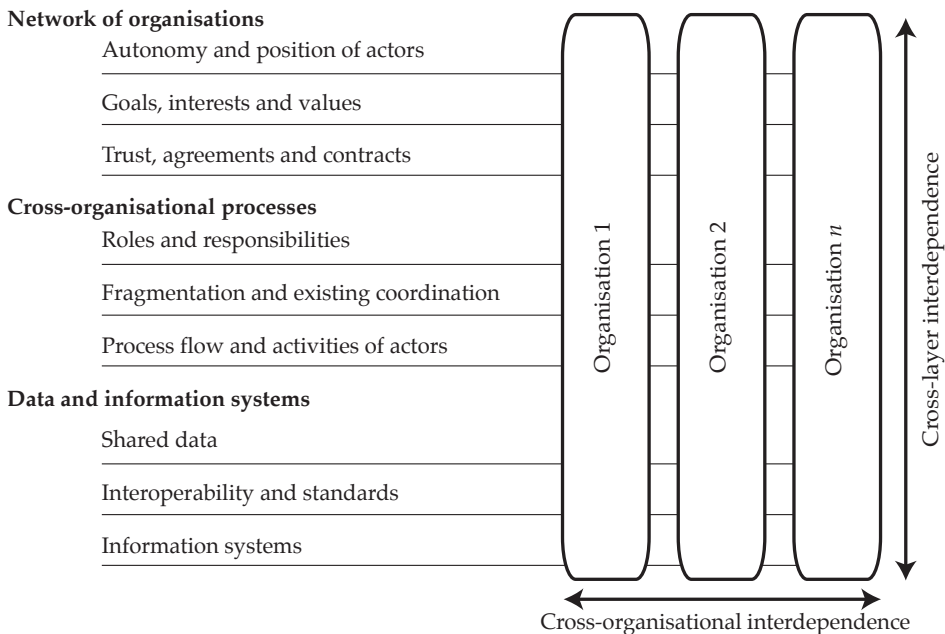 Network of organisations
Autonomy and position of actors
Goals, interests and values
Trust, agreements and contracts
Cross-organisational processes
Roles and responsibilities
Fragmentation and existing coordination
Process flow and activities of actors
Data and information systems
Shared data
Interoperability and standards
Information systems
Organisation 1
Organisation 2
Organisation n
Cross-layer interdependence
Cross-organisational interdependence